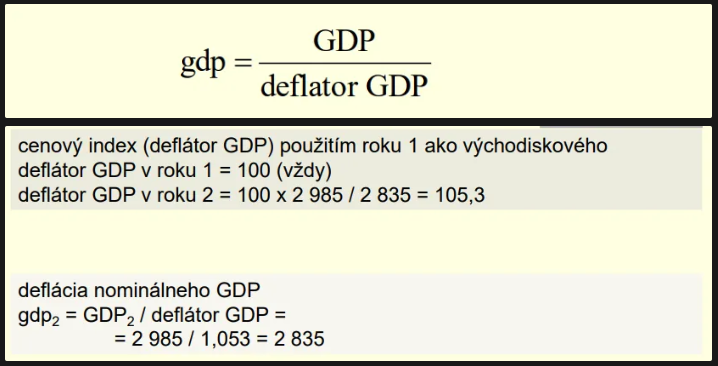 gdp = GDP / deflator GDP
cenový index (deflátor GDP) použitím roku 1 ako východiskového
deflátor GDP v roku 1 = 100 (vždy)
deflátor GDP v roku 2 = 100 x 2 985 / 2 835 = 105,3
deflácia nominálneho GDP
gdp₂ = GDP₂ / deflátor GDP =
= 2 985 / 1,053 = 2 835